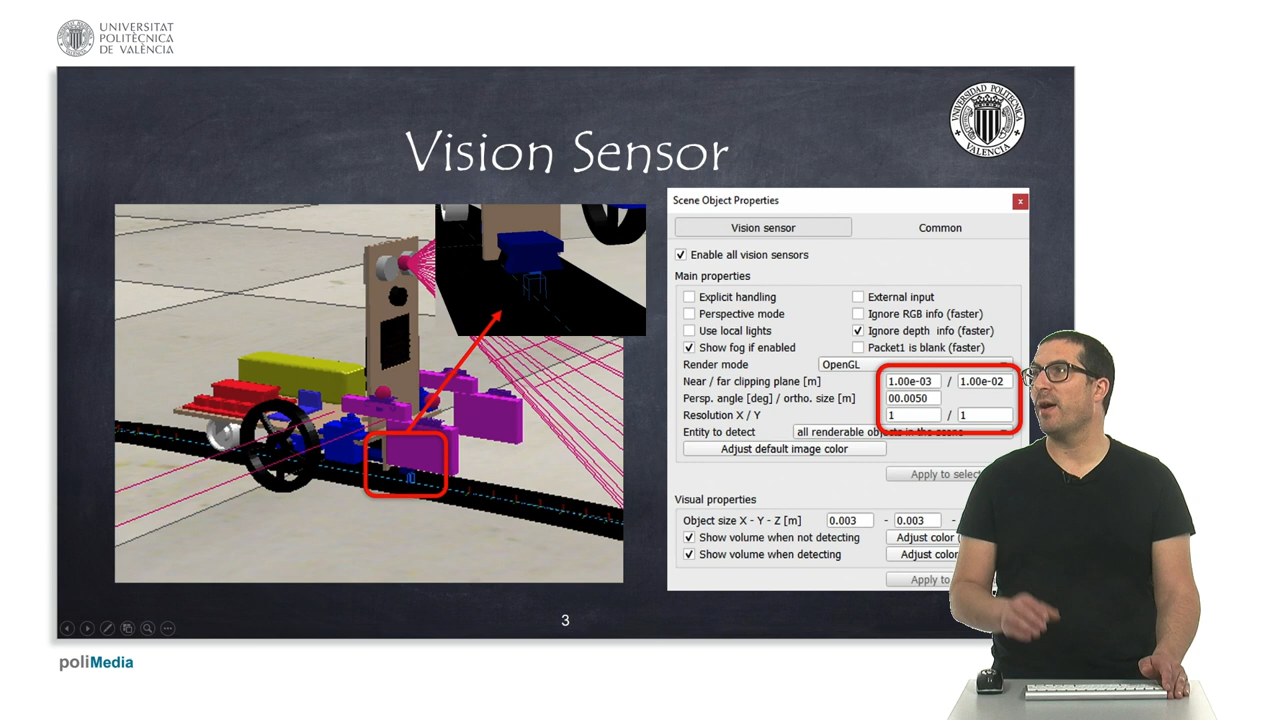 UNIVERSITAT
POLITÈCNICA
DE VALÈNCIA
UNIVERSIDAD POLITECNICA
VALENCIA
Vision Sensor
Scene Object Properties
x
Vision sensor
Common
Enable all vision sensors
Main properties
Explicit handling
External input
Perspective mode
Ignore RGB info (faster)
Use local lights
Ignore depth info (faster)
Show fog if enabled
Packet1 is blank (faster)
Render mode
OpenGL
Near / far clipping plane [m]
1.00e-03 / 1.00e-02
Persp. angle [deg] / ortho. size [m]
00.0050
Resolution X / Y
1 / 1
Entity to detect
all renderable objects in the scene
Adjust default image color
Apply to selec
Visual properties
Object size X - Y - Z [m]
0.003 - 0.003 -
Show volume when not detecting
Adjust color (
Show volume when detecting
Adjust color
Apply to
3
poliMedia